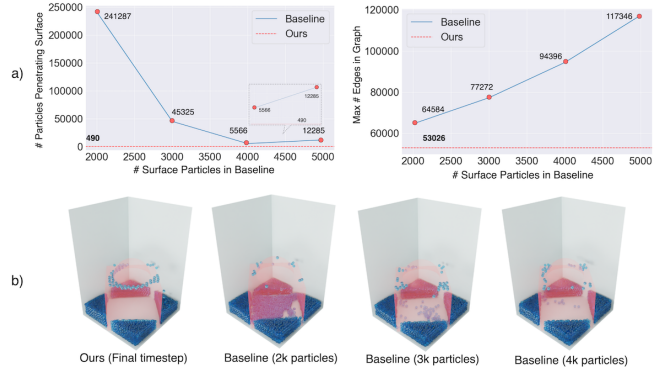 a)
# Particles Penetrating Surface
250000
200000
150000
100000
50000
0
241287
45325
5566
12285
490
5566
12285
490
Baseline
Ours
2000 2500 3000 3500 4000 4500 5000
# Surface Particles in Baseline
Max # Edges in Graph
120000
100000
80000
60000
Baseline
Ours
64584
77272
94396
117346
53026
2000 2500 3000 3500 4000 4500 5000
# Surface Particles in Baseline
b)
Ours (Final timestep)
Baseline (2k particles)
Baseline (3k particles)
Baseline (4k particles)